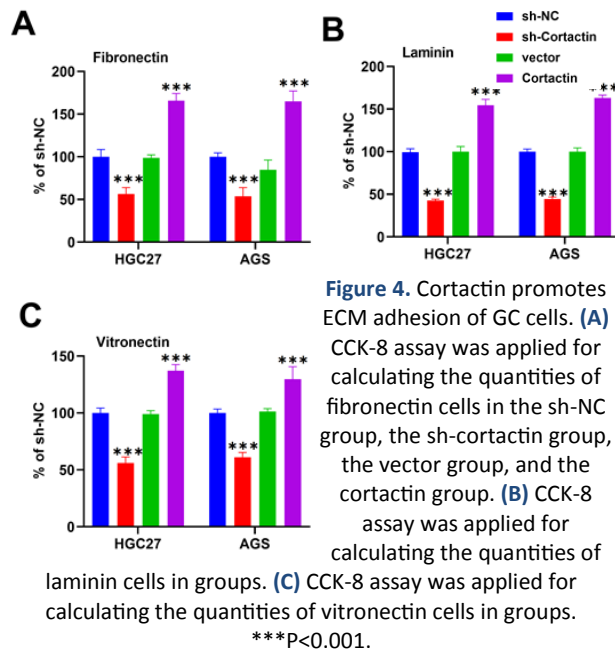 A
Fibronectin
% of sh-NC
200
150
100
50
0
***
***
***
***
HGC27
AGS
B
sh-NC
sh-Cortactin
vector
Cortactin
Laminin
% of sh-NC
200
150
100
50
0
***
***
***
HGC27
AGS
C
Vitronectin
% of sh-NC
150
100
50
0
***
***
***
***
HGC27
AGS
Figure 4. Cortactin promotes
ECM adhesion of GC cells. (A)
CCK-8 assay was applied for
calculating the quantities of
fibronectin cells in the sh-NC
group, the sh-cortactin group,
the vector group, and the
cortactin group. (B) CCK-8
assay was applied for
calculating the quantities of
laminin cells in groups. (C) CCK-8 assay was applied for
calculating the quantities of vitronectin cells in groups.
***P<0.001.